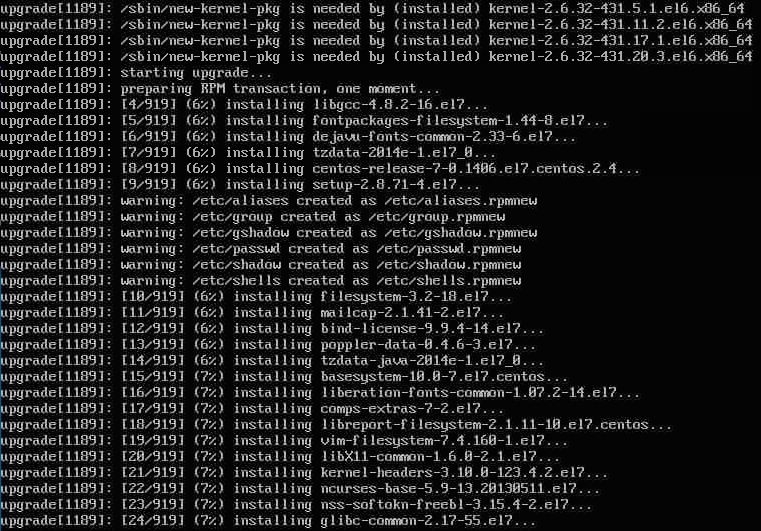 upgrade[1189]: /sbin/new-kernel-pkg is needed by (installed) kernel-2.6.32-431.5.1.el6.x86_64
upgrade[1189]: /sbin/new-kernel-pkg is needed by (installed) kernel-2.6.32-431.11.2.el6.x86_64
upgrade[1189]: /sbin/new-kernel-pkg is needed by (installed) kernel-2.6.32-431.17.1.el6.x86_64
upgrade[1189]: /sbin/new-kernel-pkg is needed by (installed) kernel-2.6.32-431.20.3.el6.x86_64
upgrade[1189]: starting upgrade...
upgrade[1189]: preparing RPM transaction, one moment...
upgrade[1189]: [4/919] (6%) installing libgcc-4.8.2-16.el7...
upgrade[1189]: [5/919] (6%) installing fontpackages-filesystem-1.44-8.el7...
upgrade[1189]: [6/919] (6%) installing dejavu-fonts-common-2.33-6.el7...
upgrade[1189]: [7/919] (6%) installing tzdata-2014e-1.el7_0...
upgrade[1189]: [8/919] (6%) installing centos-release-7-0.1406.el7.centos.2.4...
upgrade[1189]: [9/919] (6%) installing setup-2.8.71-4.el7...
upgrade[1189]: warning: /etc/aliases created as /etc/aliases.rpmnew
upgrade[1189]: warning: /etc/group created as /etc/group.rpmnew
upgrade[1189]: warning: /etc/gshadow created as /etc/gshadow.rpmnew
upgrade[1189]: warning: /etc/passwd created as /etc/passwd.rpmnew
upgrade[1189]: warning: /etc/shadow created as /etc/shadow.rpmnew
upgrade[1189]: warning: /etc/shells created as /etc/shells.rpmnew
upgrade[1189]: [10/919] (6%) installing filesystem-3.2-18.el7...
upgrade[1189]: [11/919] (6%) installing mailcap-2.1.41-2.el7...
upgrade[1189]: [12/919] (6%) installing bind-license-9.9.4-14.el7...
upgrade[1189]: [13/919] (6%) installing poppler-data-0.4.6-3.el7...
upgrade[1189]: [14/919] (6%) installing tzdata-java-2014e-1.el7_0...
upgrade[1189]: [15/919] (7%) installing basesystem-10.0-7.el7.centos...
upgrade[1189]: [16/919] (7%) installing liberation-fonts-common-1.07.2-14.el7...
upgrade[1189]: [17/919] (7%) installing comps-extras-7-2.el7...
upgrade[1189]: [18/919] (7%) installing libreport-filesystem-2.1.11-10.el7.centos...
upgrade[1189]: [19/919] (7%) installing vim-filesystem-7.4.160-1.el7...
upgrade[1189]: [20/919] (7%) installing libX11-common-1.6.0-2.1.el7...
upgrade[1189]: [21/919] (7%) installing kernel-headers-3.10.0-123.4.2.el7...
upgrade[1189]: [22/919] (7%) installing ncurses-base-5.9-13.20130511.el7...
upgrade[1189]: [23/919] (7%) installing nss-softokn-freebl-3.15.4-2.el7...
upgrade[1189]: [24/919] (7%) installing glibc-common-2.17-55.el7...